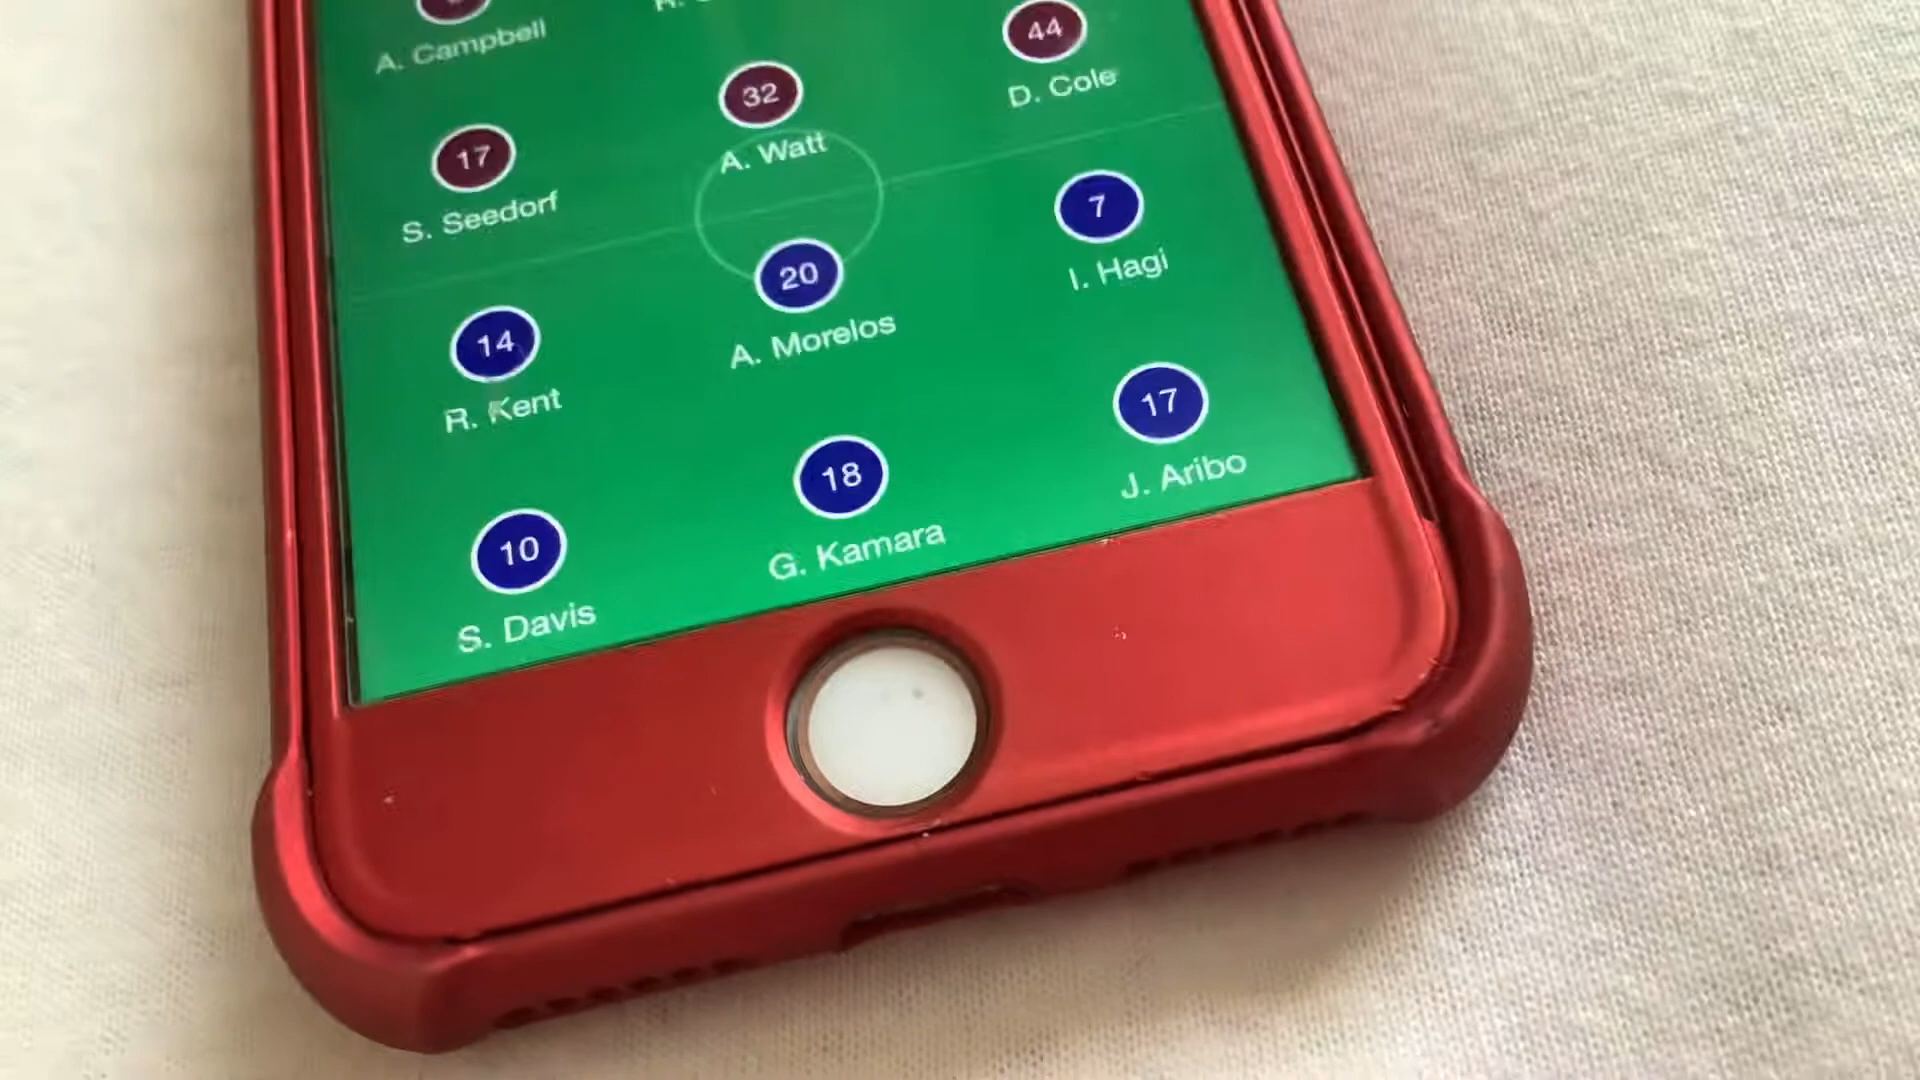 A. Campbell
44
D. Cole
32
A. Watt
17
S. Seedorf
7
I. Hagi
20
A. Morelos
14
R. Kent
17
J. Aribo
18
G. Kamara
10
S. Davis